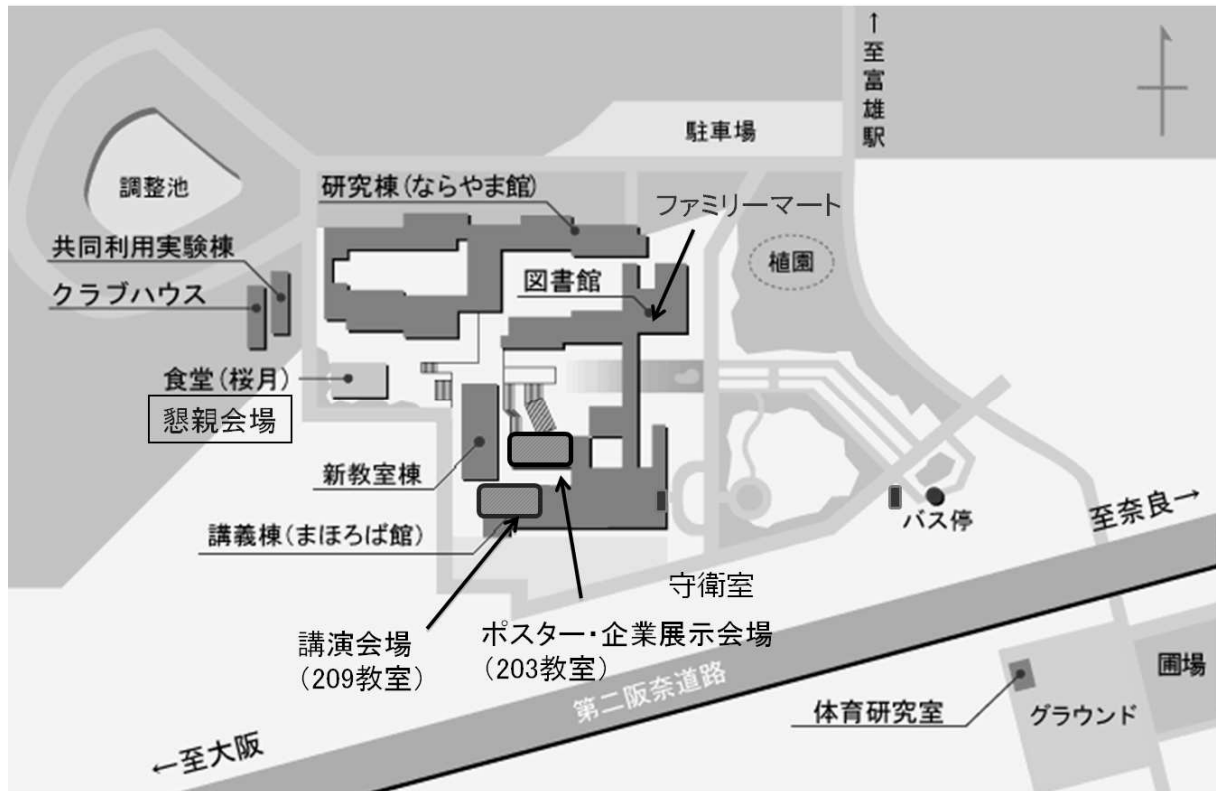 ↑至富雄駅
駐車場
調整池
研究棟(ならやま館)
ファミリーマート
共同利用実験棟
図書館
植園
クラブハウス
食堂(桜月)
懇親会場
新教室棟
バス停
至奈良→
講義棟(まほろば館)
守衛室
講演会場
(209教室)
ポスター・企業展示会場
(203教室)
第二阪奈道路
体育研究室
グラウンド
圃場
←至大阪